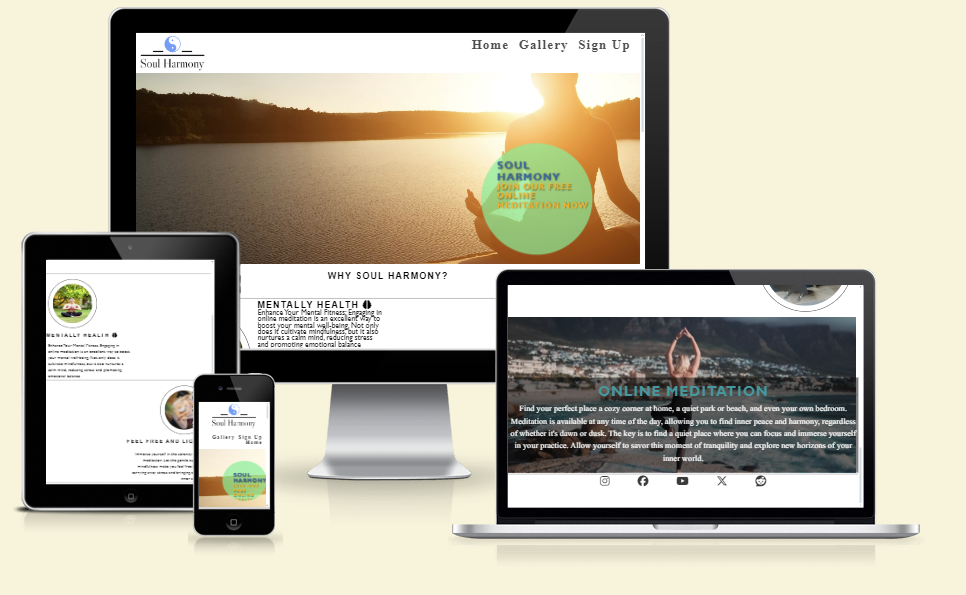 Soul Harmony
Home Gallery Sign Up
SOUL
HARMONY
JOIN OUR FREE
ONLINE
MEDITATION NOW
WHY SOUL HARMONY?
MENTALLY HEALTH
Enhance Your Mental Fitness; Engaging in
online meditation is an excellent way to
boost your mental well-being. Not only
does it cultivate mindfulness, but it also
nurtures a calm mind, reducing stress
and promoting emotional balance
MENTALLY HEALTH
Enhance Your Mental Fitness; Engaging in
online meditation is an excellent way to boost
your mental well-being. Not only does it
cultivate mindfulness, but it also nurtures a
calm mind, reducing stress and promoting
emotional balance
FEEL FREE AND LIG
Soul Harmony
Gallery Sign Up
Home
SOUL
HARMONY
JOIN OUR
FREE
ONLINE
ONLINE MEDITATION
Find your perfect place a cozy corner at home, a quiet park or beach, and even your own bedroom.
Meditation is available at any time of the day, allowing you to find inner peace and harmony, regardless
of whether it's dawn or dusk. The key is to find a quiet place where you can focus and immerse yourself
in your practice. Allow yourself to savor this moment of tranquility and explore new horizons of your
inner world.